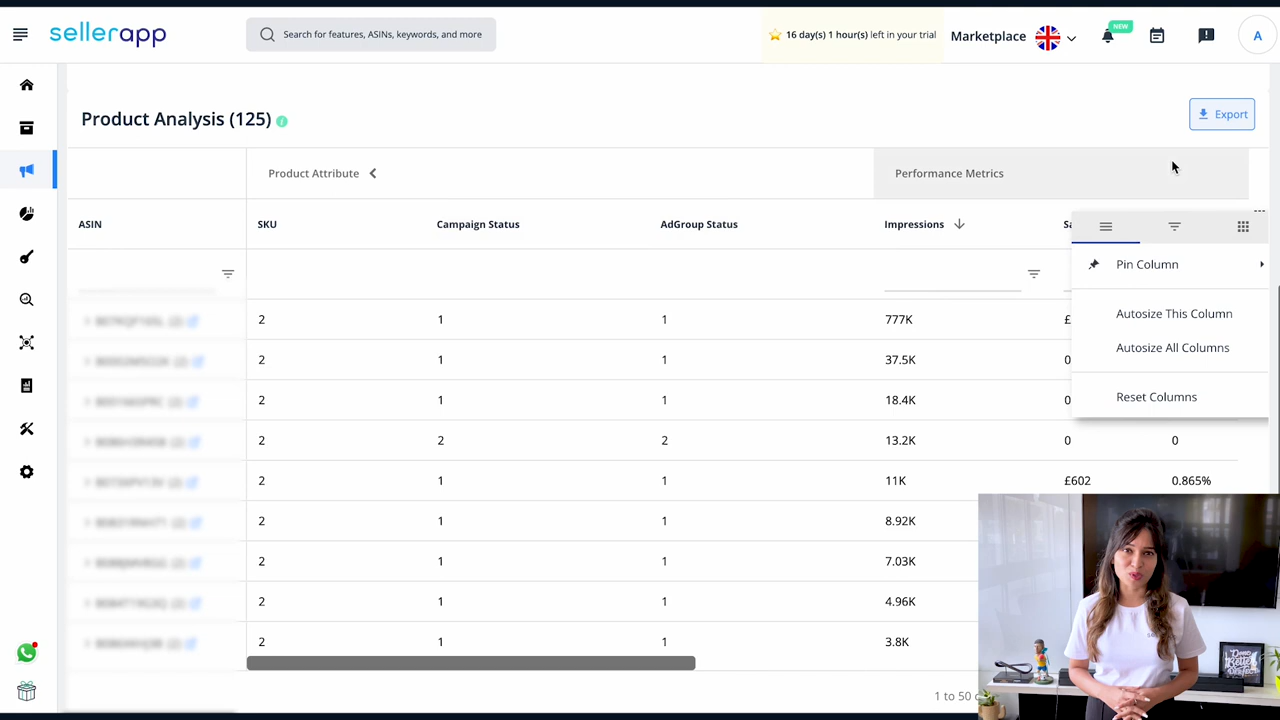 sellerapp
Search for features, ASINs, keywords, and more
16 day(s) 1 hour(s) left in your trial
Marketplace
NEW
A
Product Analysis (125)
Export
Product Attribute
Performance Metrics
ASIN
SKU
Campaign Status
AdGroup Status
Impressions
Pin Column
2 1 1 777K £
Autosize This Column
2 1 1 37.5K 0
Autosize All Columns
2 1 1 18.4K 0
Reset Columns
2 2 2 13.2K 0 0
2 1 1 11K £602 0.865%
2 1 1 8.92K
2 1 1 7.03K
2 1 1 4.96K
2 1 1 3.8K
1 to 50